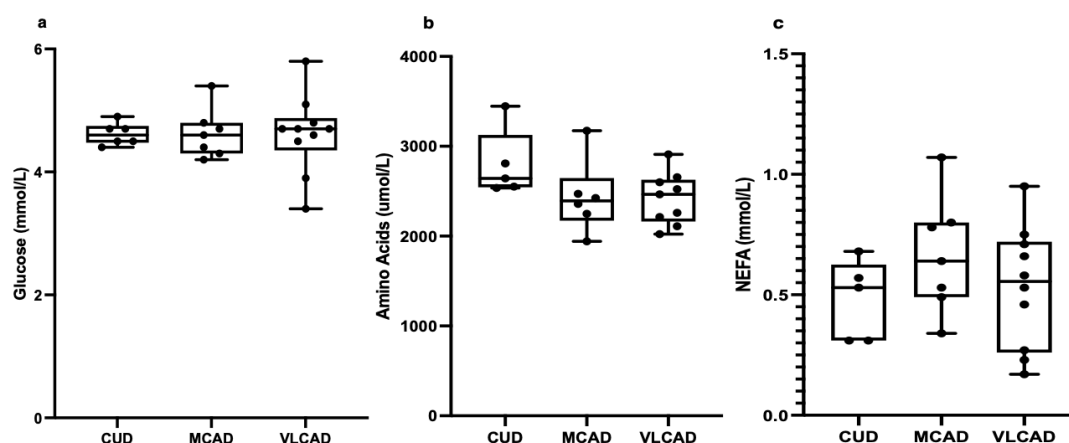 a
Glucose (mmol/L)
6
4
2
0
CUD MCAD VLCAD
b
Amino Acids (umol/L)
4000
3000
2000
1000
0
CUD MCAD VLCAD
c
NEFA (mmol/L)
1.5
1.0
0.5
0.0
CUD MCAD VLCAD